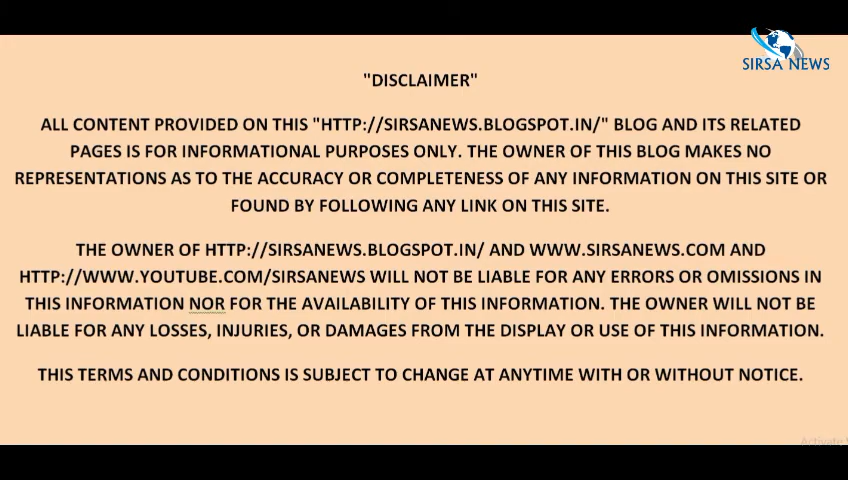 SIRSA NEWS
"DISCLAIMER"
ALL CONTENT PROVIDED ON THIS "HTTP://SIRSANEWS.BLOGSPOT.IN/" BLOG AND ITS RELATED
PAGES IS FOR INFORMATIONAL PURPOSES ONLY. THE OWNER OF THIS BLOG MAKES NO
REPRESENTATIONS AS TO THE ACCURACY OR COMPLETENESS OF ANY INFORMATION ON THIS SITE OR
FOUND BY FOLLOWING ANY LINK ON THIS SITE.
THE OWNER OF HTTP://SIRSANEWS.BLOGSPOT.IN/ AND WWW.SIRSANEWS.COM AND
HTTP://WWW.YOUTUBE.COM/SIRSANEWS WILL NOT BE LIABLE FOR ANY ERRORS OR OMISSIONS IN
THIS INFORMATION NOR FOR THE AVAILABILITY OF THIS INFORMATION. THE OWNER WILL NOT BE
LIABLE FOR ANY LOSSES, INJURIES, OR DAMAGES FROM THE DISPLAY OR USE OF THIS INFORMATION.
THIS TERMS AND CONDITIONS IS SUBJECT TO CHANGE AT ANYTIME WITH OR WITHOUT NOTICE.
Activate